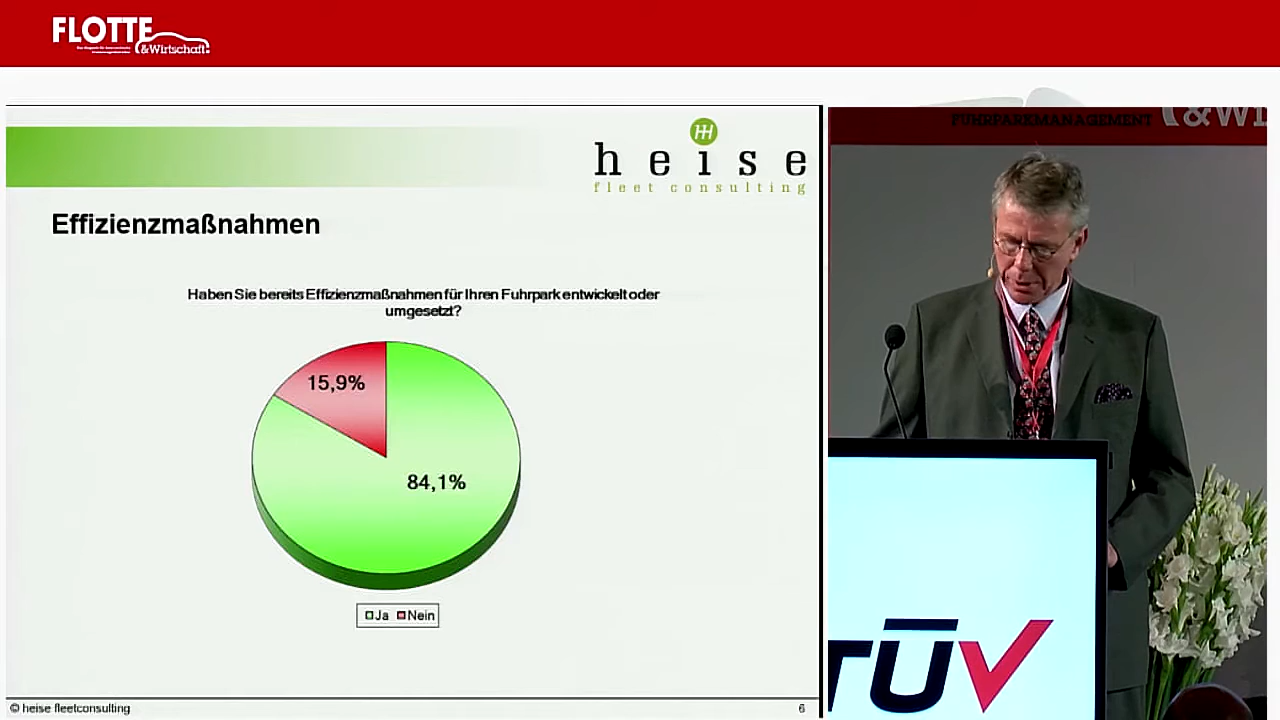 FLOTTE
&Wirtschaft
FUHRPARKMANAGEMENT
&WI
heise
fleet consulting
Effizienzmaßnahmen
Haben Sie bereits Effizienzmaßnahmen für Ihren Fuhrpark entwickelt oder
umgesetzt?
15,9%
84,1%
Ja Nein
© heise fleetconsulting
6
TÜV